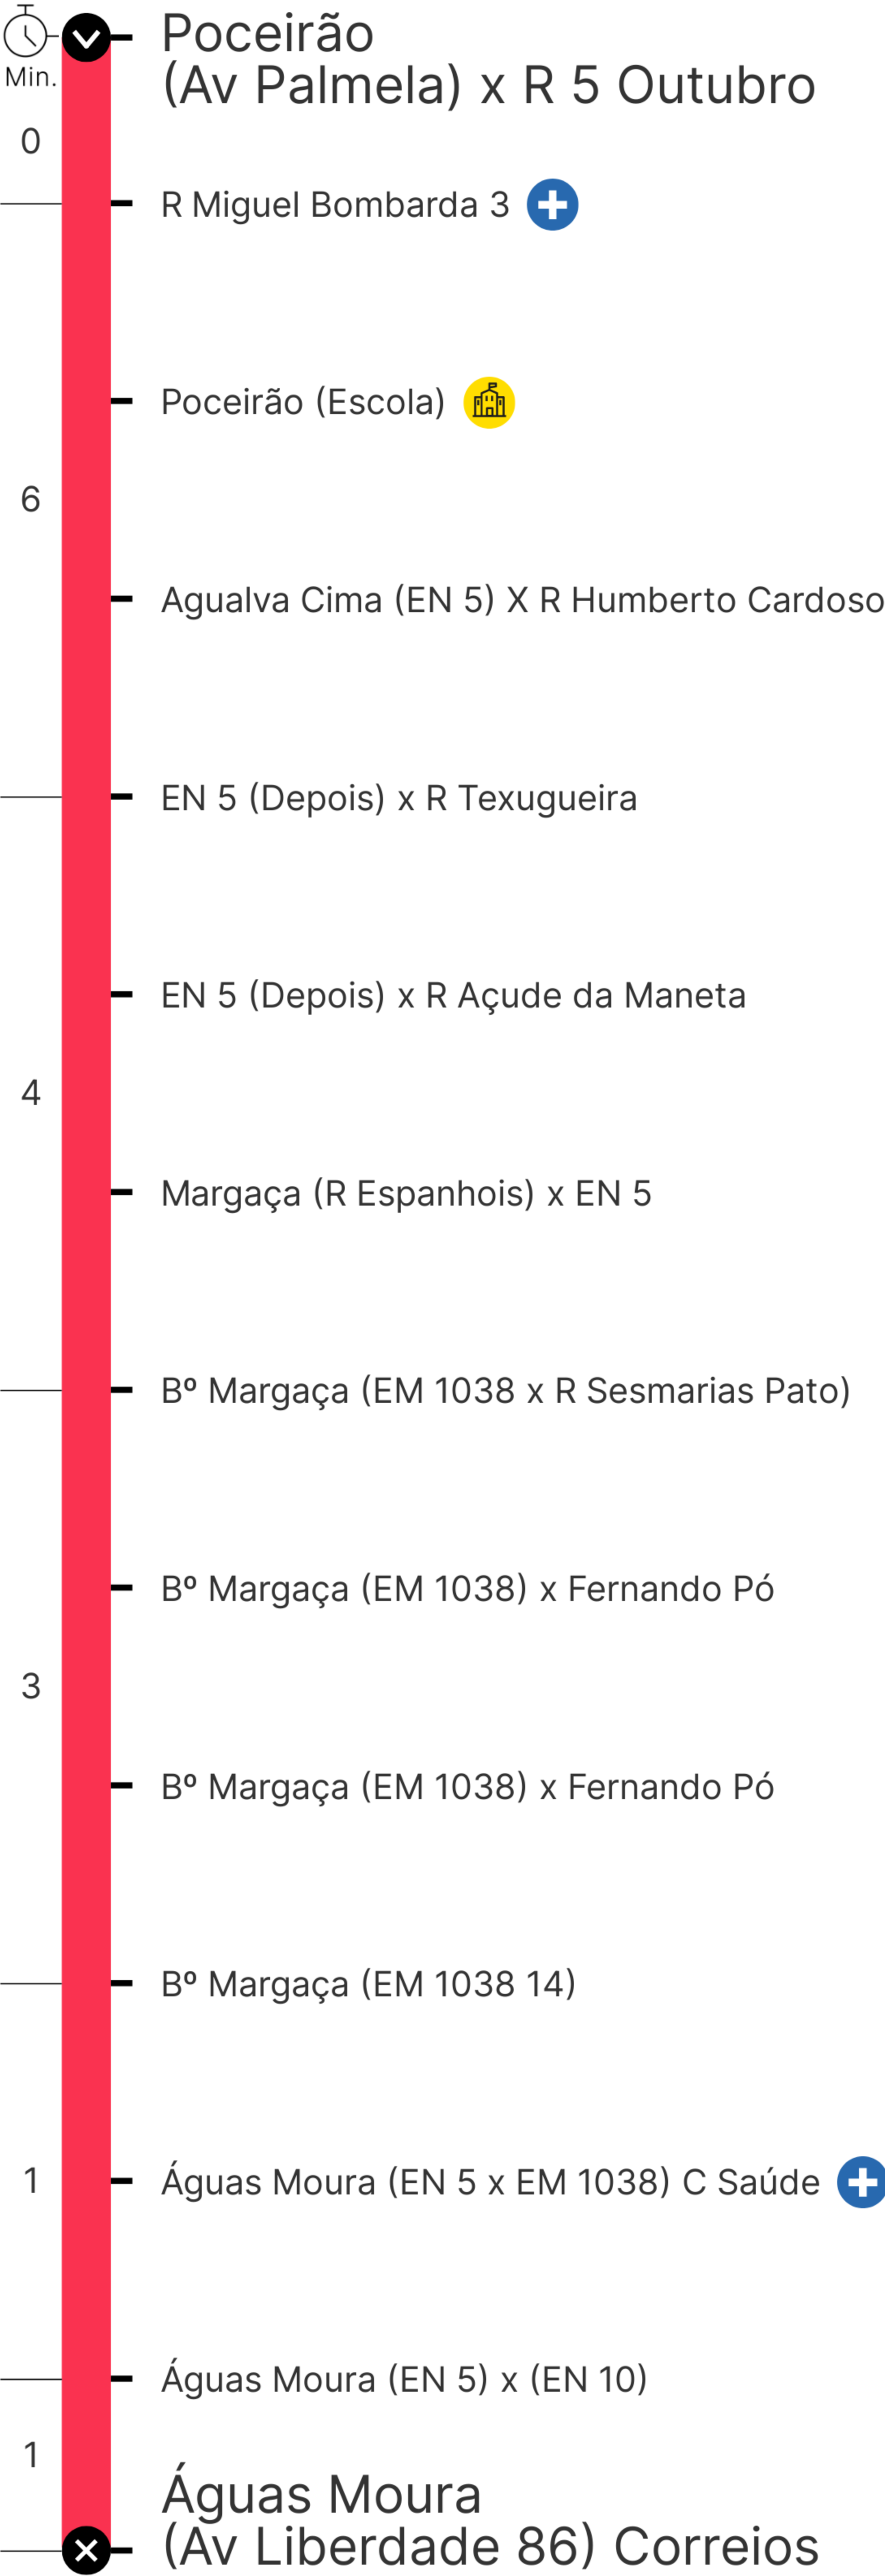 Poceirão
Min.
(Av Palmela) x R 5 Outubro
0
R Miguel Bombarda 3
Poceirão (Escola)
6
Agualva Cima (EN 5) X R Humberto Cardoso
EN 5 (Depois) x R Texugueira
EN 5 (Depois) x R Açude da Maneta
4
Margaça (R Espanhois) x EN 5
Bº Margaça (EM 1038 x R Sesmarias Pato)
Bº Margaça (EM 1038) x Fernando Pó
3
Bº Margaça (EM 1038) x Fernando Pó
Bº Margaça (EM 1038 14)
1
Águas Moura (EN 5 x EM 1038) C Saúde
Águas Moura (EN 5) x (EN 10)
1
Águas Moura
(Av Liberdade 86) Correios